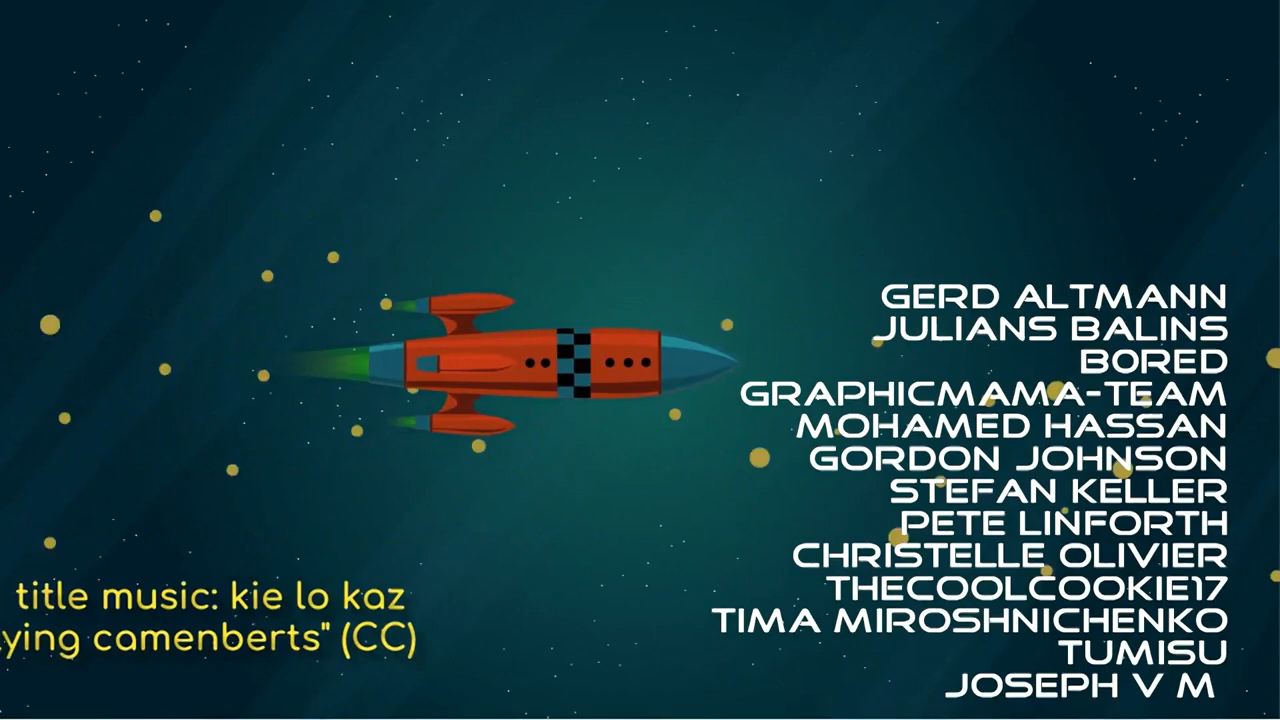 GERD ALTMANN
JULIANS BALINS
BORED
GRAPHICMAMA-TEAM
MOHAMED HASSAN
GORDON JOHNSON
STEFAN KELLER
PETE LINFORTH
CHRISTELLE OLIVIER
THECOOLCOOKIE17
TIMA MIROSHNICHENKO
TUMISU
JOSEPH V M
title music: kie lo kaz
camenberts" (CC)